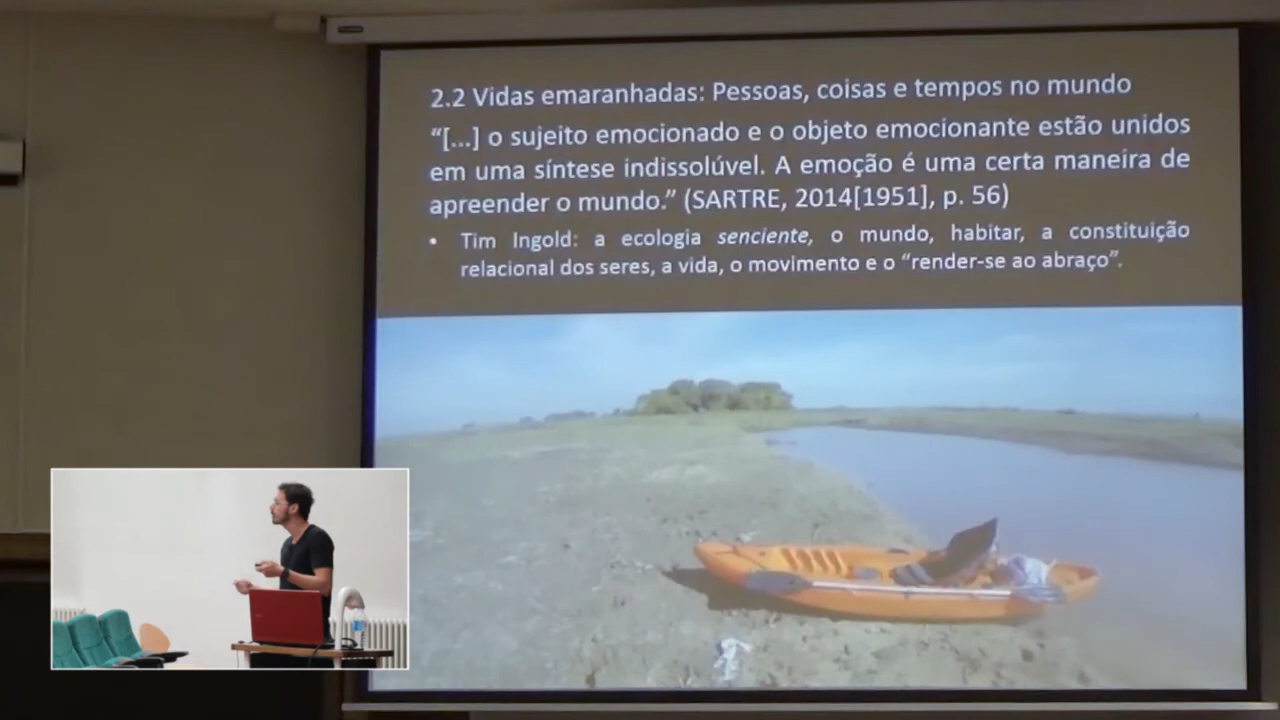 2.2 Vidas emaranhadas: Pessoas, coisas e tempos no mundo
“[...] o sujeito emocionado e o objeto emocionante estão unidos
em uma síntese indissolúvel. A emoção é uma certa maneira de
apreender o mundo.” (SARTRE, 2014[1951], p. 56)
• Tim Ingold: a ecologia senciente, o mundo, habitar, a constituição
relacional dos seres, a vida, o movimento e o “render-se ao abraço”.